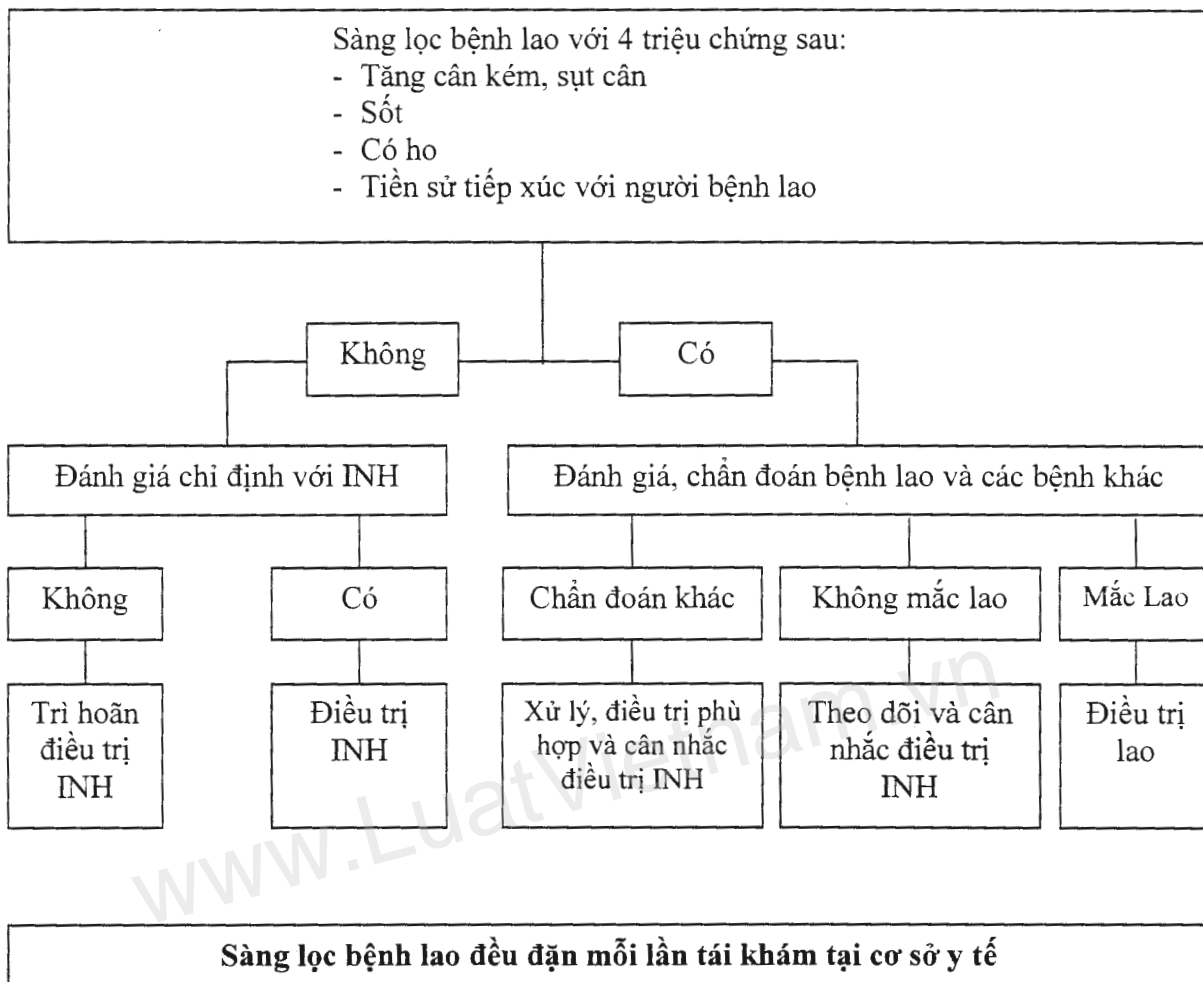 Sàng lọc bệnh lao với 4 triệu chứng sau:
- Tăng cân kém, sụt cân
- Sốt
- Có ho
- Tiền sử tiếp xúc với người bệnh lao
Không
Có
Đánh giá chỉ định với INH
Đánh giá, chẩn đoán bệnh lao và các bệnh khác
Không
Có
Chẩn đoán khác
Không mắc lao
Mắc Lao
Trì hoãn
điều trị
INH
Điều trị
INH
Xử lý, điều trị phù
hợp và cân nhắc
điều trị INH
Theo dõi và cân
nhắc điều trị
INH
Điều trị
lao
www.LuatVietnam.vn
Sàng lọc bệnh lao đều đặn mỗi lần tái khám tại cơ sở y tế